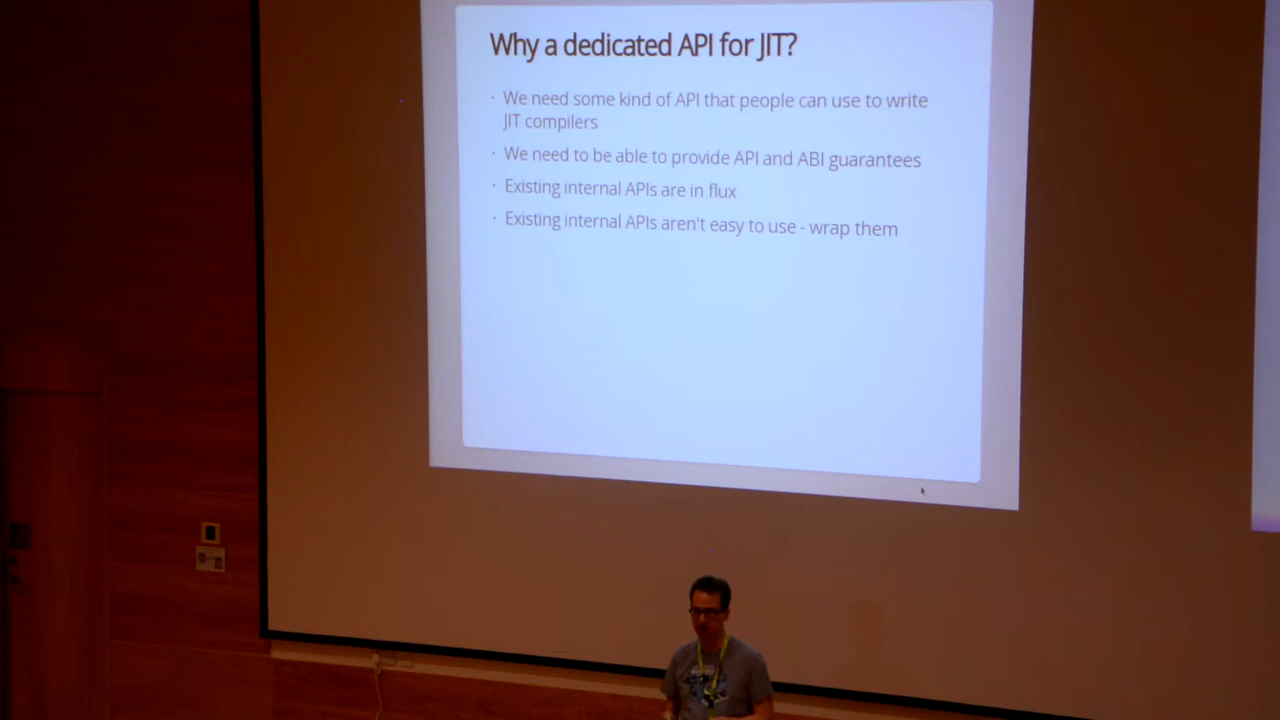 Why a dedicated API for JIT?
· We need some kind of API that people can use to write
JIT compilers
· We need to be able to provide API and ABI guarantees
· Existing internal APIs are in flux
· Existing internal APIs aren't easy to use - wrap them